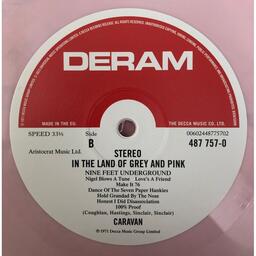 DERAM
MADE IN THE E.U.
THE DECCA MUSIC CO. LTD.
SPEED 33⅓
Side
B
00602448775702
487 757-0
Aristocrat Music Ltd.
STEREO
IN THE LAND OF GREY AND PINK
NINE FEET UNDERGROUND
Nigel Blows A Tune Love's A Friend
Make It 76
Dance Of The Seven Paper Hankies
Hold Grandad By The Nose
Honest I Did Disassociation
100% Proof
(Coughlan, Hastings, Sinclair, Sinclair)
CARAVAN
℗ 1971 Decca Music Group Limited